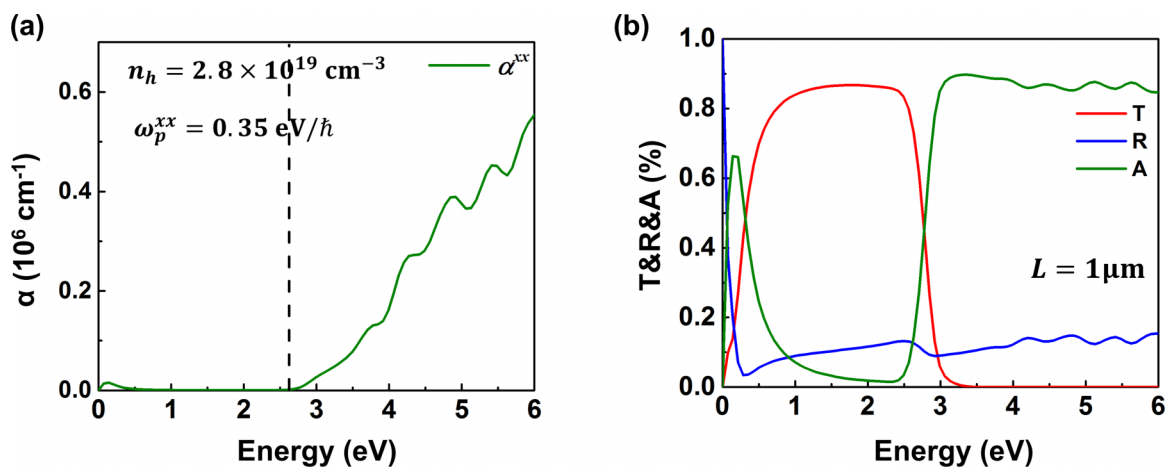 (a)
n_h = 2.8 × 10^19 cm^−3
α^xx
ω_p^xx = 0.35 eV/ħ
0.6
0.4
0.2
0.0
α (10^6 cm^-1)
0 1 2 3 4 5 6
Energy (eV)
(b)
1.0
0.8
0.6
0.4
0.2
0.0
T&R&A (%)
T
R
A
L = 1μm
0 1 2 3 4 5 6
Energy (eV)